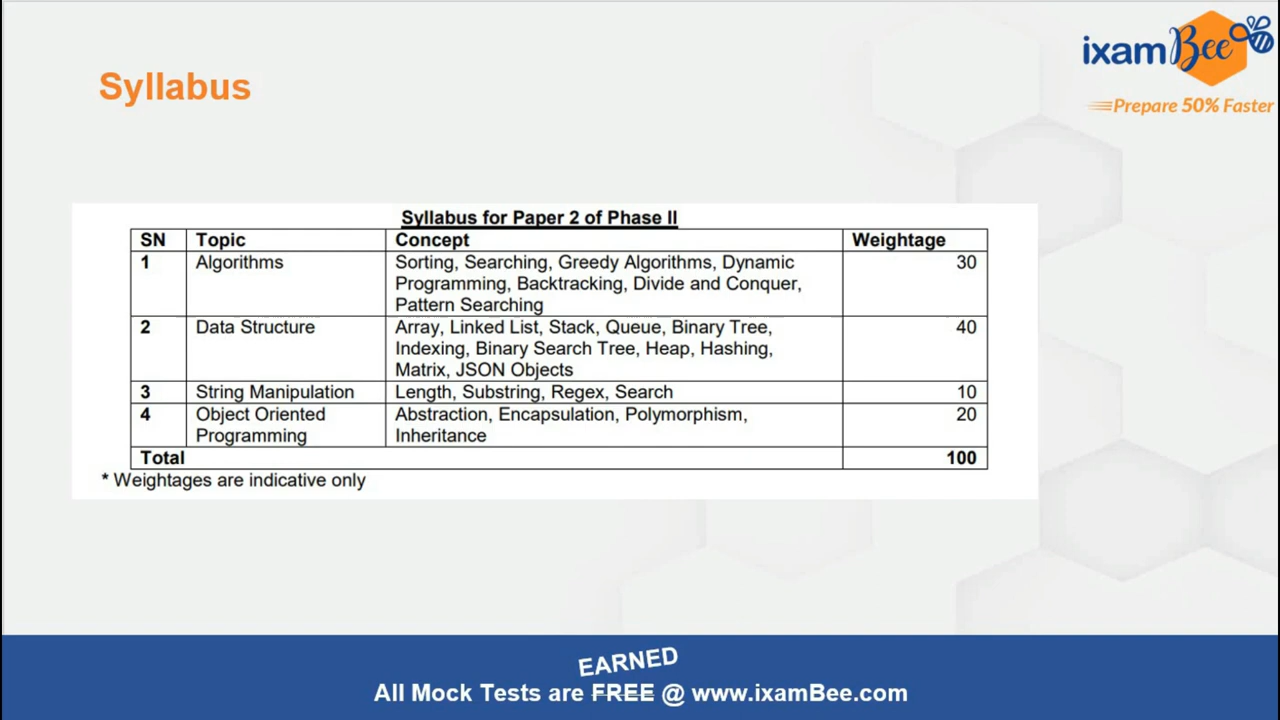 ixamBee
Prepare 50% Faster
Syllabus
Syllabus for Paper 2 of Phase II
SN Topic Concept Weightage
1 Algorithms Sorting, Searching, Greedy Algorithms, Dynamic 30
Programming, Backtracking, Divide and Conquer,
Pattern Searching
2 Data Structure Array, Linked List, Stack, Queue, Binary Tree, 40
Indexing, Binary Search Tree, Heap, Hashing,
Matrix, JSON Objects
3 String Manipulation Length, Substring, Regex, Search 10
4 Object Oriented Abstraction, Encapsulation, Polymorphism, 20
Programming Inheritance
Total 100
* Weightages are indicative only
EARNED
All Mock Tests are FREE @ www.ixamBee.com